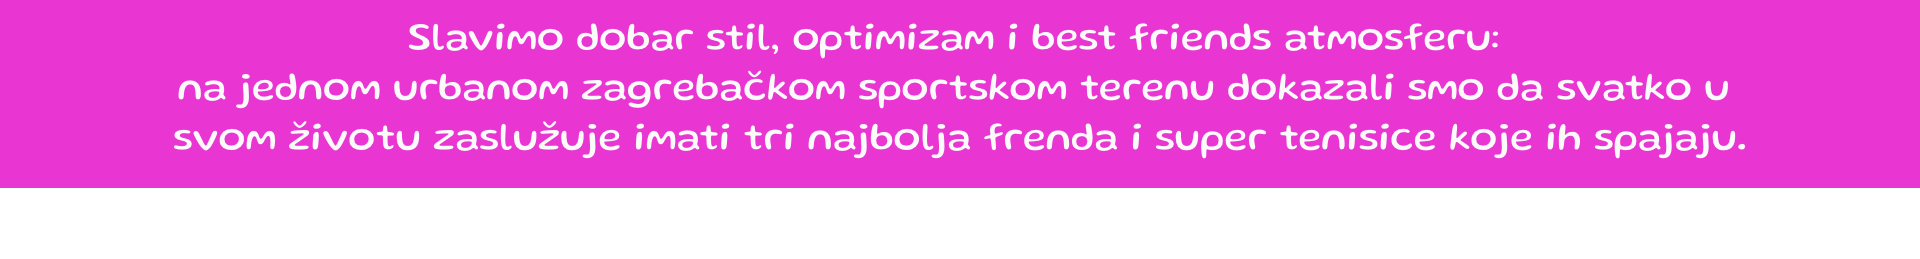 Slavimo dobar stil, optimizam i best friends atmosferu:
na jednom urbanom zagrebačkom sportskom terenu dokazali smo da svatko u
svom životu zaslužuje imati tri najbolja frenda i super tenisice koje ih spajaju.